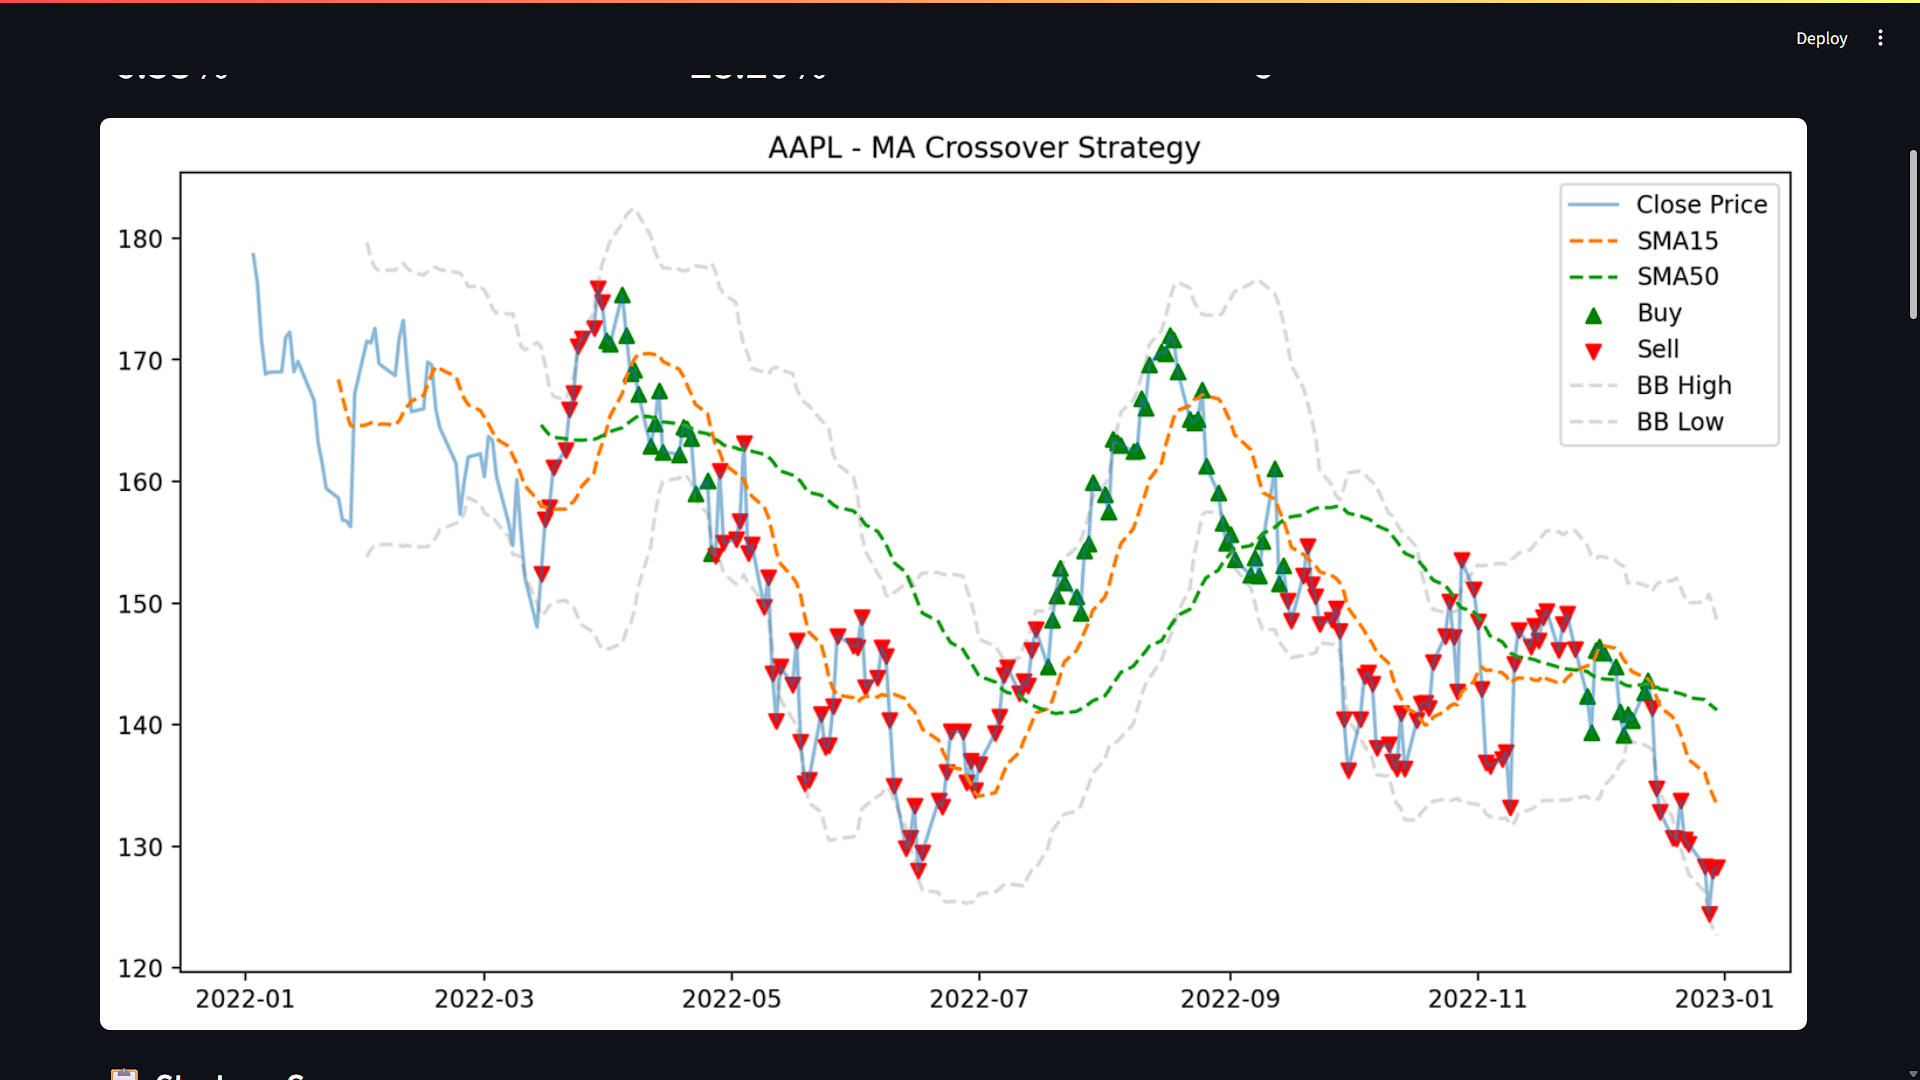 Deploy
AAPL - MA Crossover Strategy
Close Price
SMA15
SMA50
Buy
Sell
BB High
BB Low
180
170
160
150
140
130
120
2022-01 2022-03 2022-05 2022-07 2022-09 2022-11 2023-01